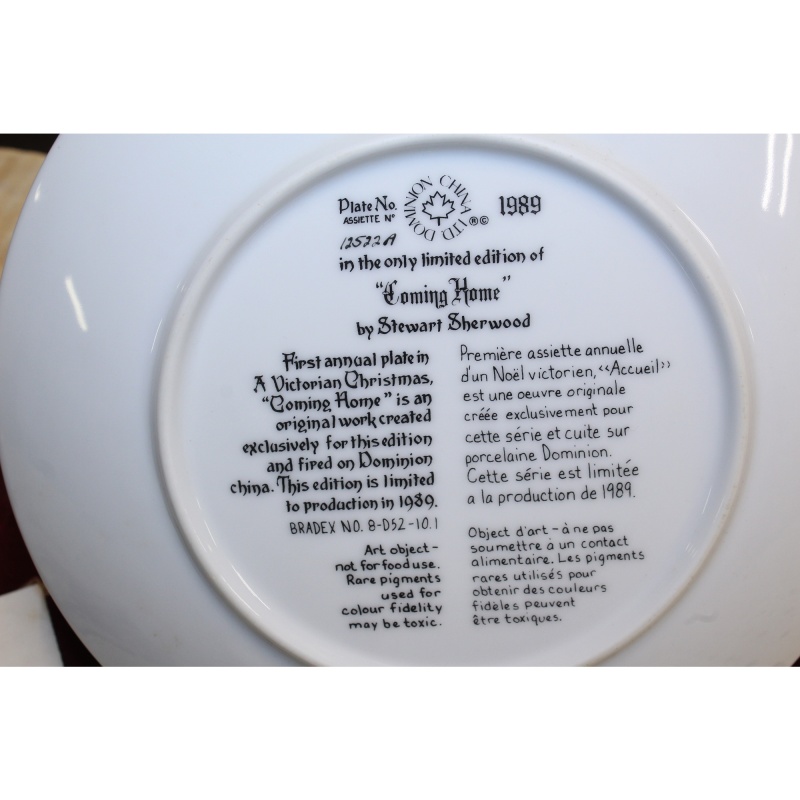 Plate No.
ASSIETTE Nº
DOMINION CHINA LTD.
®©
1989
12522A
in the only limited edition of
"Coming Home"
by Stewart Sherwood
First annual plate in
A Victorian Christmas,
"Coming Home" is an
original work created
exclusively for this edition
and fired on Dominion
china. This edition is limited
to production in 1989.
BRADEX NO. 8-D52-10.1
Art object-
not for food use.
Rare pigments
used for
colour fidelity
may be toxic.
Première assiette annuelle
d'un Noël victorien, «Accueil»
est une oeuvre originale
créée exclusivement pour
cette série et cuite sur
porcelaine Dominion.
Cette série est limitée
a la production de 1989.
Object d'art - à ne pas
soumettre à un contact
alimentaire. Les pigments
rares utilisés pour
obtenir des couleurs
fidèles peuvent
être toxiques.